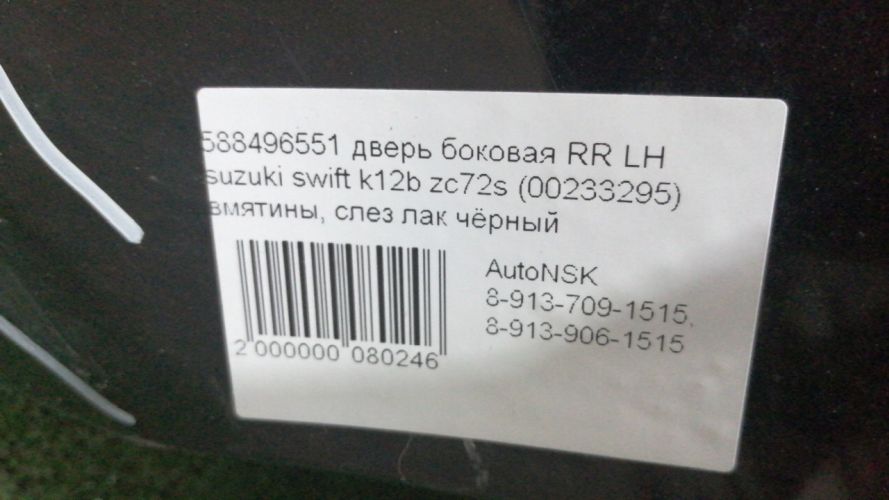 588496551 дверь боковая RR LH
suzuki swift k12b zc72s (00233295)
вмятины, слез лак чёрный
AutoNSK
8-913-709-1515,
8-913-906-1515
2 000000 080246